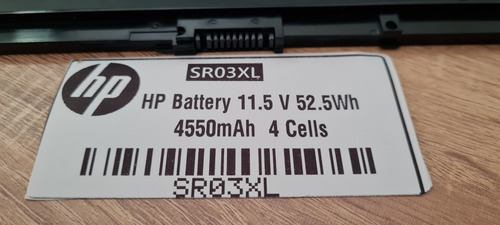 hp
SR03XL
HP Battery 11.5 V 52.5Wh
4550mAh 4 Cells
SR03XL